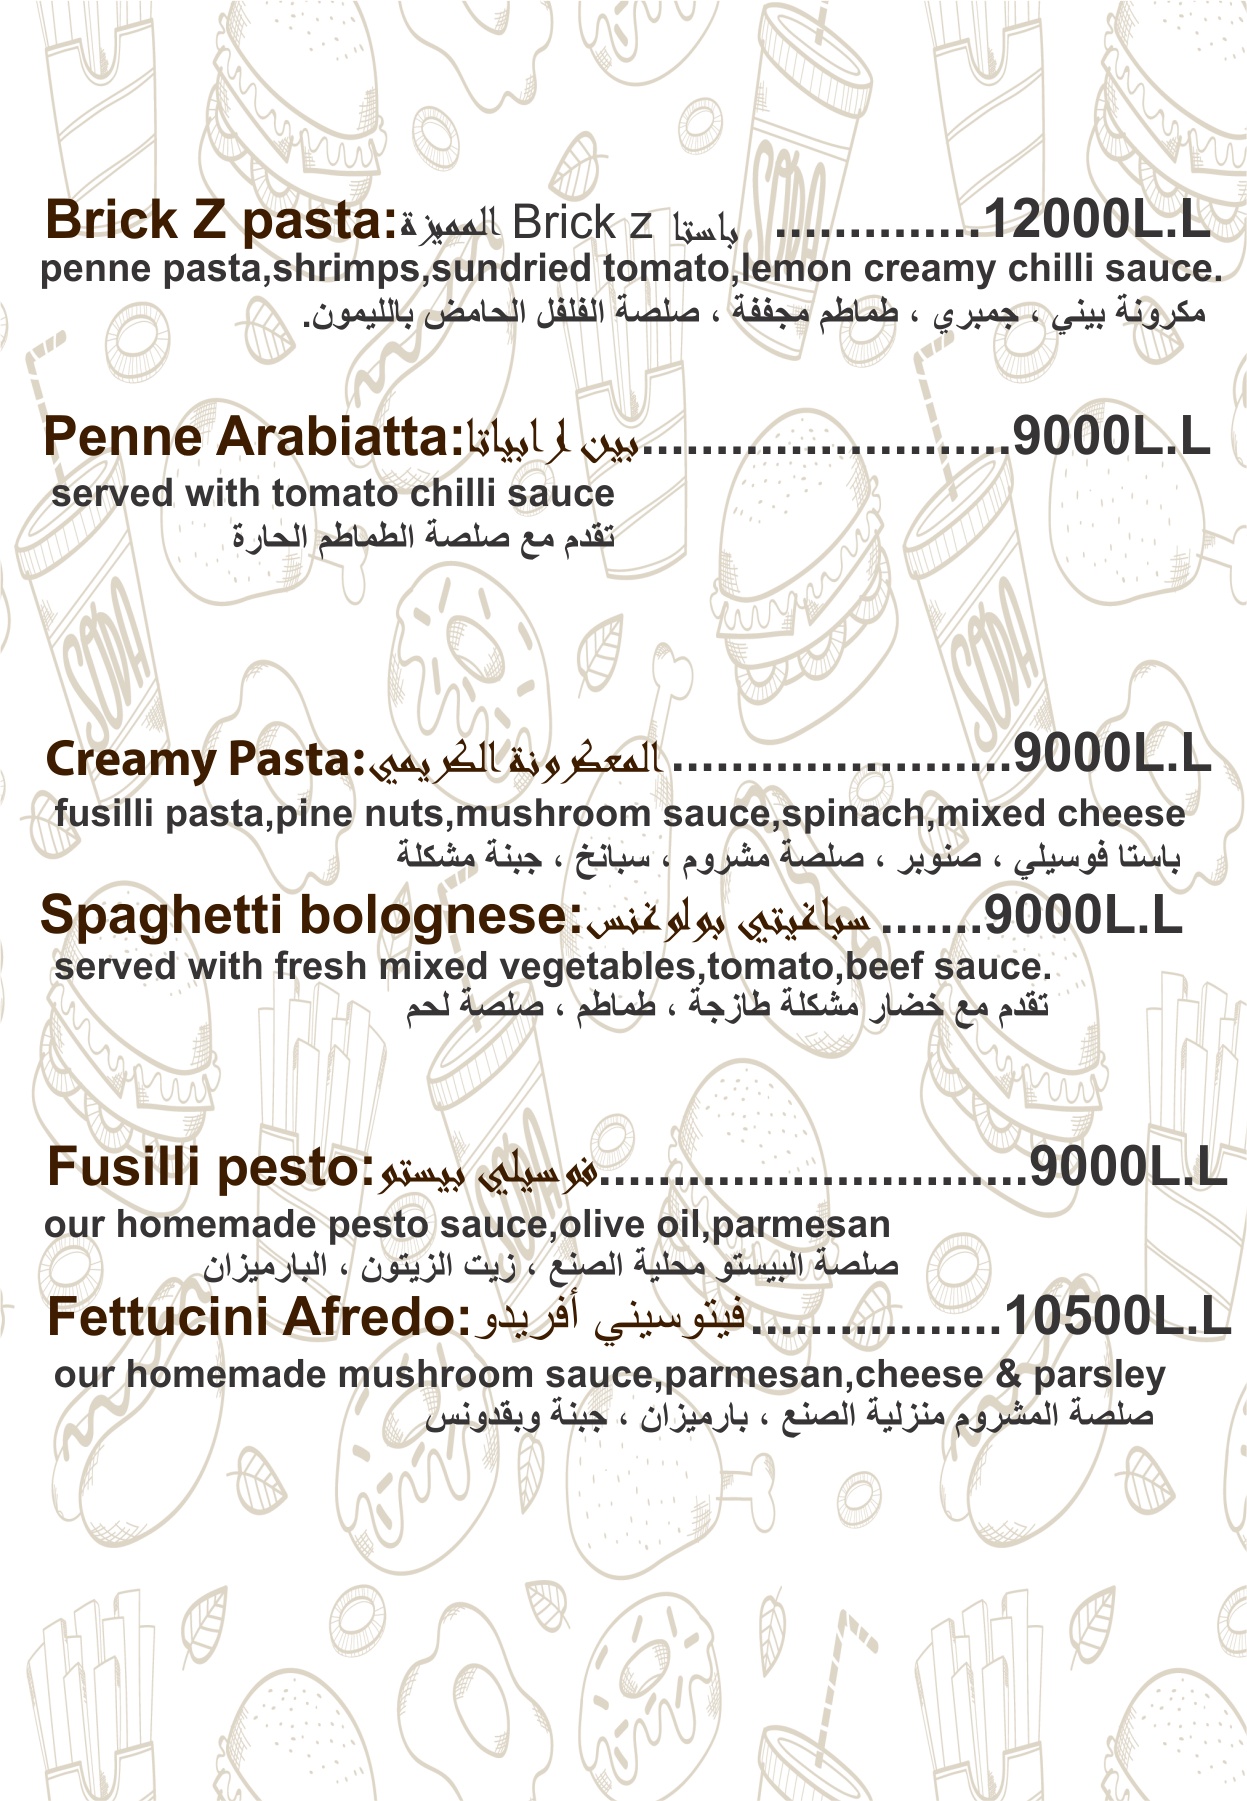 Brick Z pasta: باستا Brick z المميزة ..............12000L.L
penne pasta,shrimps,sundried tomato,lemon creamy chilli sauce.
مكرونة بيني ، جمبري ، طماطم مجففة ، صلصة الفلفل الحامض بالليمون.
Penne Arabiatta:بين ارابياتا.........................9000L.L
served with tomato chilli sauce
تقدم مع صلصة الطماطم الحارة
Creamy Pasta:المعكرونة الكريمي.......................9000L.L
fusilli pasta,pine nuts,mushroom sauce,spinach,mixed cheese
باستا فوسيلي ، صنوبر ، صلصة مشروم ، سبانخ ، جبنة مشكلة
Spaghetti bolognese:سباغيتي بولوغنس.......9000L.L
served with fresh mixed vegetables,tomato,beef sauce.
تقدم مع خضار مشكلة طازجة ، طماطم ، صلصة لحم
Fusilli pesto:فوسيلي بيستو.............................9000L.L
our homemade pesto sauce,olive oil,parmesan
صلصة البيستو محلية الصنع ، زيت الزيتون ، البارميزان
Fettucini Afredo:فيتوسيني أفريدو.................10500L.L
our homemade mushroom sauce,parmesan,cheese & parsley
صلصة المشروم منزلية الصنع ، بارميزان ، جبنة وبقدونس
SODA
SODA
SODA
SODA